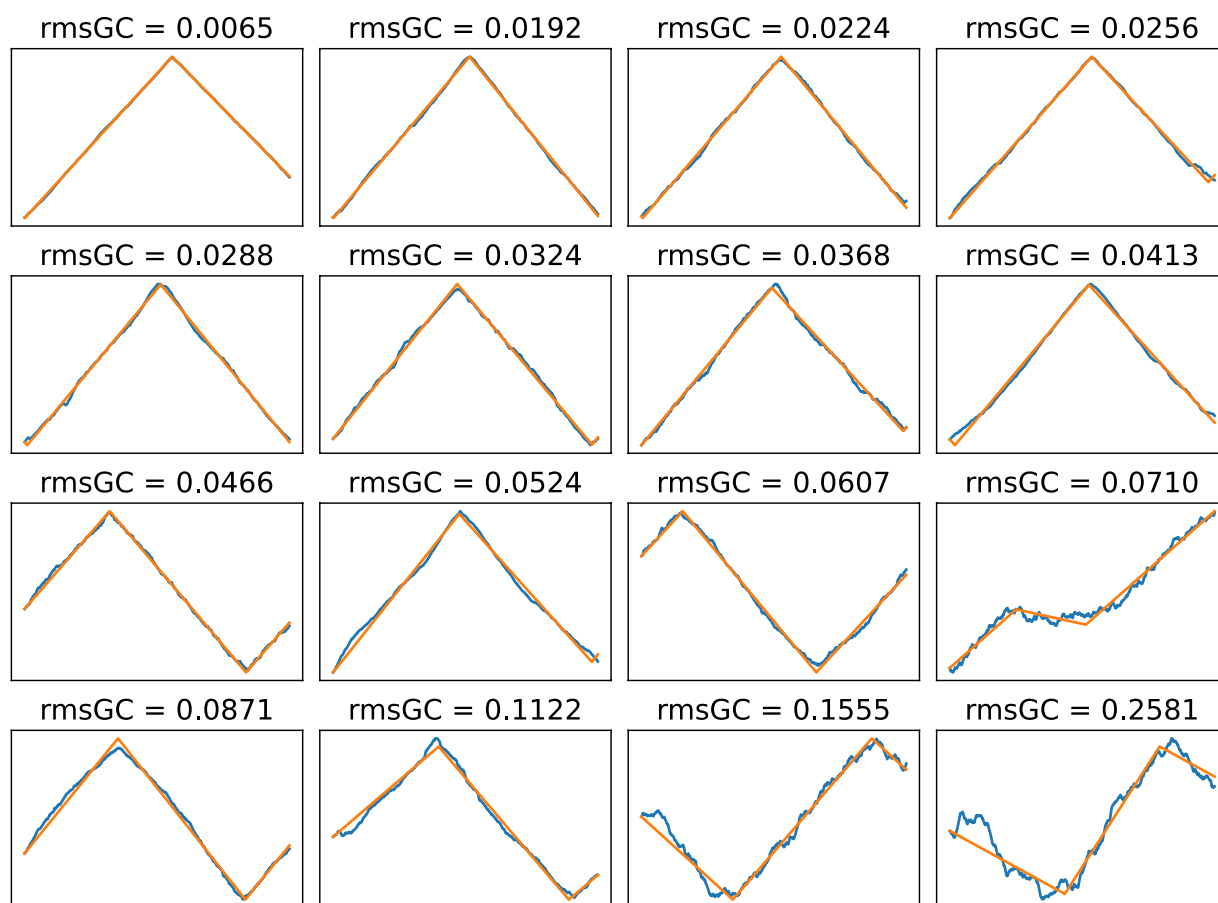 rmsGC = 0.0065 rmsGC = 0.0192 rmsGC = 0.0224 rmsGC = 0.0256
rmsGC = 0.0288 rmsGC = 0.0324 rmsGC = 0.0368 rmsGC = 0.0413
rmsGC = 0.0466 rmsGC = 0.0524 rmsGC = 0.0607 rmsGC = 0.0710
rmsGC = 0.0871 rmsGC = 0.1122 rmsGC = 0.1555 rmsGC = 0.2581